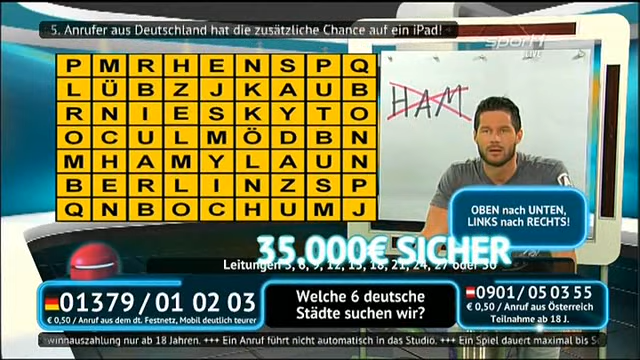 5. Anrufer aus Deutschland hat die zusätzliche Chance auf ein iPad!
sport1
LIVE
P M R H E N S P Q
L Ü B Z J K A U B
R N I E S K Y T O
O C U L M Ö D B N
M H A M Y L A U N
B E R L I N Z S P
Q N B O C H U M J
HAM
OBEN nach UNTEN,
LINKS nach RECHTS!
35.000€ SICHER
Leitungen 3, 6, 9, 12, 15, 18, 21, 24, 27 oder 30
01379/01 02 03
€ 0,50 / Anruf aus dem dt. Festnetz, Mobil deutlich teurer
Welche 6 deutsche
Städte suchen wir?
0901/05 03 55
€ 0,50 / Anruf aus Österreich
Teilnahme ab 18 J.
winnauszahlung nur ab 18 Jahren. +++ Ein Anruf führt nicht automatisch in das Studio. +++ Ein Spiel dauert maximal bis